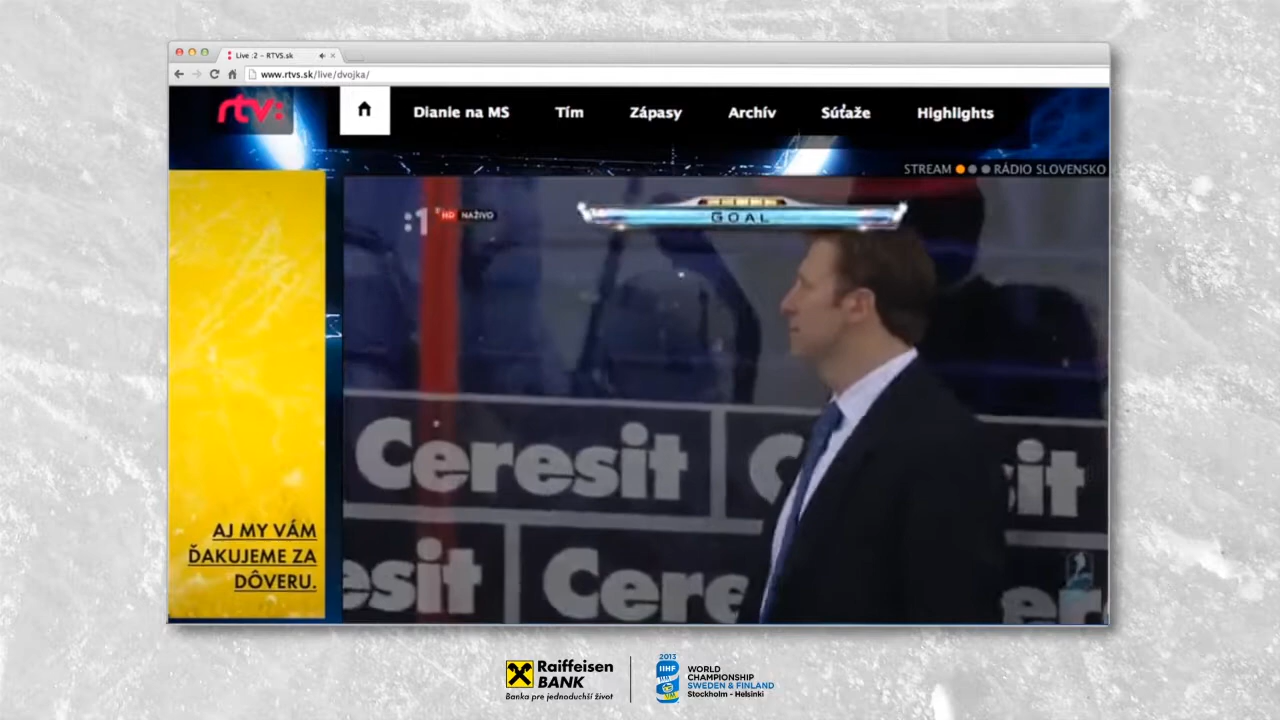 Live :2 – RTVS.sk
www.rtvs.sk/live/dvojka/
rtv:
Dianie na MS
Tím
Zápasy
Archív
Súťaže
Highlights
STREAM
RÁDIO SLOVENSKO
:1
HD NAŽIVO
GOAL
Ceresit
Ceresit
AJ MY VÁM
ĎAKUJEME ZA
DÔVERU.
Raiffeisen
BANK
Banka pre jednoduchší život
2013
IIHF
WORLD
CHAMPIONSHIP
SWEDEN & FINLAND
Stockholm - Helsinki